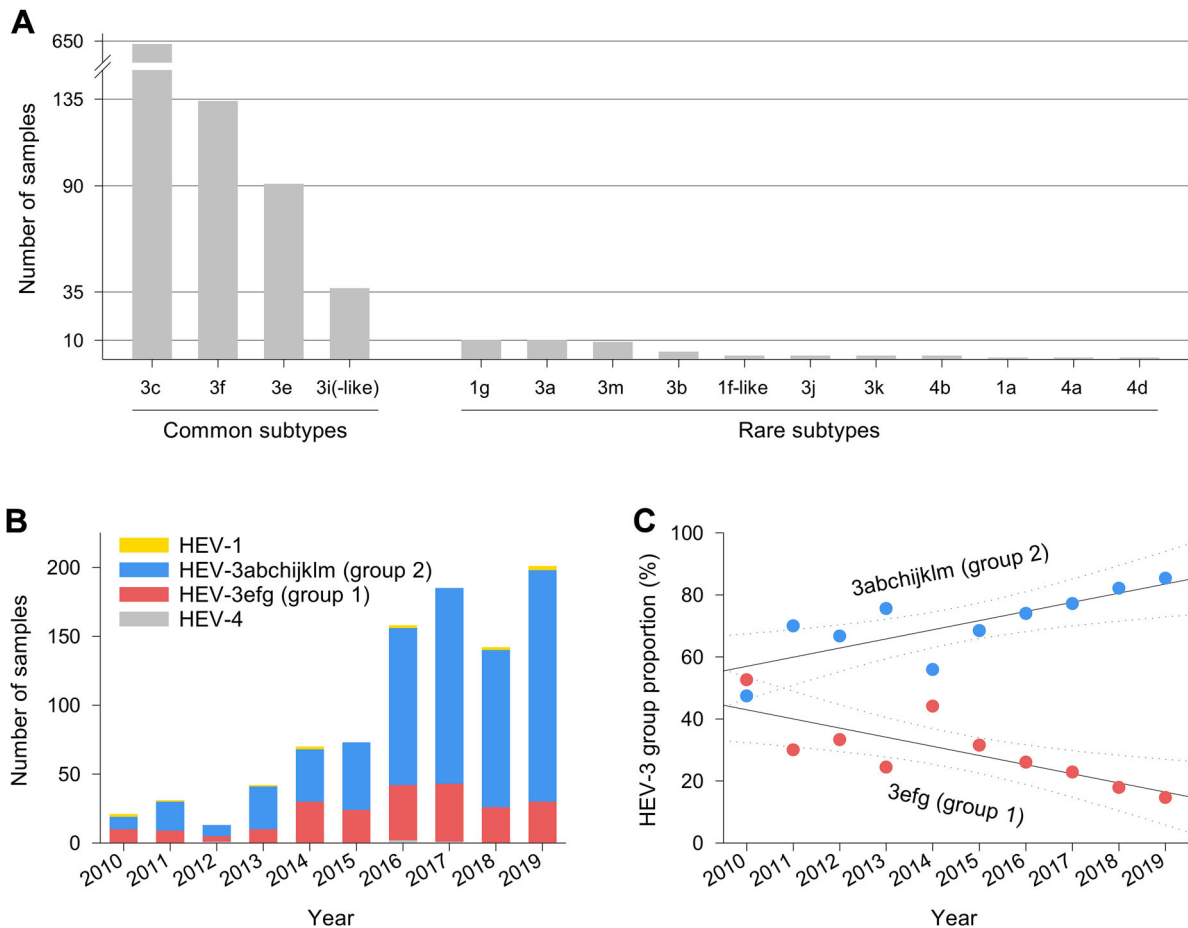 A
Number of samples
650
135
90
35
10
3c 3f 3e 3i(-like) 1g 3a 3m 3b 1f-like 3j 3k 4b 1a 4a 4d
Common subtypes Rare subtypes
B
Number of samples
HEV-1
HEV-3abchijklm (group 2)
HEV-3efg (group 1)
HEV-4
200
150
100
50
0
2010 2011 2012 2013 2014 2015 2016 2017 2018 2019
Year
C
HEV-3 group proportion (%)
100
80
60
40
20
0
3abchijklm (group 2)
3efg (group 1)
2010 2011 2012 2013 2014 2015 2016 2017 2018 2019
Year